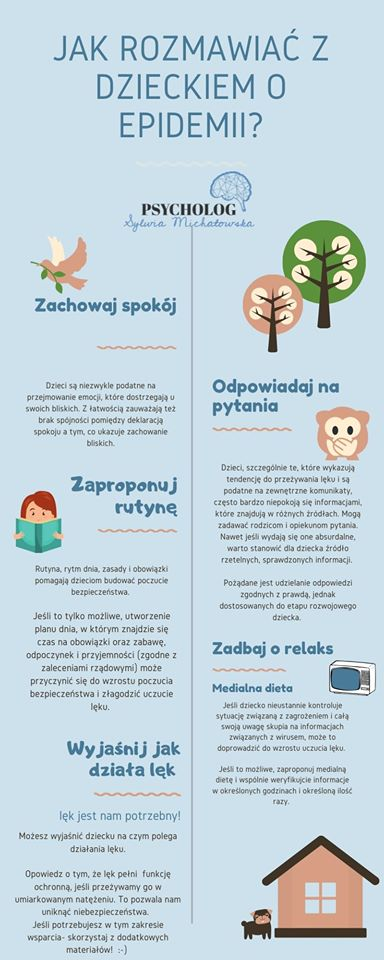 JAK ROZMAWIAĆ Z
DZIECKIEM O
EPIDEMII?
PSYCHOLOG
Sylwia Michałowska
Zachowaj spokój
Dzieci są niezwykle podatne na
przejmowanie emocji, które dostrzegają u
swoich bliskich. Z łatwością zauważają też
brak spójności pomiędzy deklaracją
spokoju a tym, co ukazuje zachowanie
bliskich.
Odpowiadaj na
pytania
Dzieci, szczególnie te, które wykazują
tendencję do przeżywania lęku i są
podatne na zewnętrzne komunikaty,
często bardzo niepokoją się informacjami,
które znajdują w różnych źródłach. Mogą
zadawać rodzicom i opiekunom pytania.
Nawet jeśli wydają się one absurdalne,
warto stanowić dla dziecka źródło
rzetelnych, sprawdzonych informacji.
Pożądane jest udzielanie odpowiedzi
zgodnych z prawdą, jednak
dostosowanych do etapu rozwojowego
dziecka.
Zaproponuj
rutynę
Rutyna, rytm dnia, zasady i obowiązki
pomagają dzieciom budować poczucie
bezpieczeństwa.
Jeśli to tylko możliwe, utworzenie
planu dnia, w którym znajdzie się
czas na obowiązki oraz zabawę,
odpoczynek i przyjemności (zgodne z
zaleceniami rządowymi) może
przyczynić się do wzrostu poczucia
bezpieczeństwa i złagodzić uczucie
lęku.
Zadbaj o relaks
Medialna dieta
Jeśli dziecko nieustannie kontroluje
sytuację związaną z zagrożeniem i całą
swoją uwagę skupia na informacjach
związanych z wirusem, może to
doprowadzić do wzrostu uczucia lęku.
Jeśli to możliwe, zaproponuj medialną
dietę i wspólnie weryfikujcie informacje
w określonych godzinach i określoną ilość
razy.
Wyjaśnij jak
działa lęk
lęk jest nam potrzebny!
Możesz wyjaśnić dziecku na czym polega
działania lęku.
Opowiedz o tym, że lęk pełni funkcję
ochronną, jeśli przeżywamy go w
umiarkowanym natężeniu. To pozwala nam
uniknąć niebezpieczeństwa.
Jeśli potrzebujesz w tym zakresie
wsparcia- skorzystaj z dodatkowych
materiałów! :-)